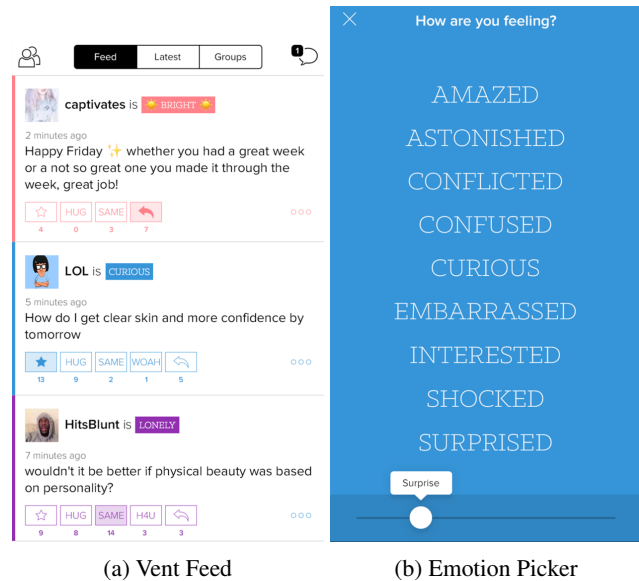 Feed Latest Groups 1
captivates is BRIGHT
2 minutes ago
Happy Friday ✨ whether you had a great week
or a not so great one you made it through the
week, great job!
HUG SAME
4 0 3 7
LOL is CURIOUS
5 minutes ago
How do I get clear skin and more confidence by
tomorrow
HUG SAME WOAH
13 9 2 1 5
HitsBlunt is LONELY
7 minutes ago
wouldn't it be better if physical beauty was based
on personality?
HUG SAME H4U
9 8 14 3 3
(a) Vent Feed
How are you feeling?
AMAZED
ASTONISHED
CONFLICTED
CONFUSED
CURIOUS
EMBARRASSED
INTERESTED
SHOCKED
SURPRISED
Surprise
(b) Emotion Picker